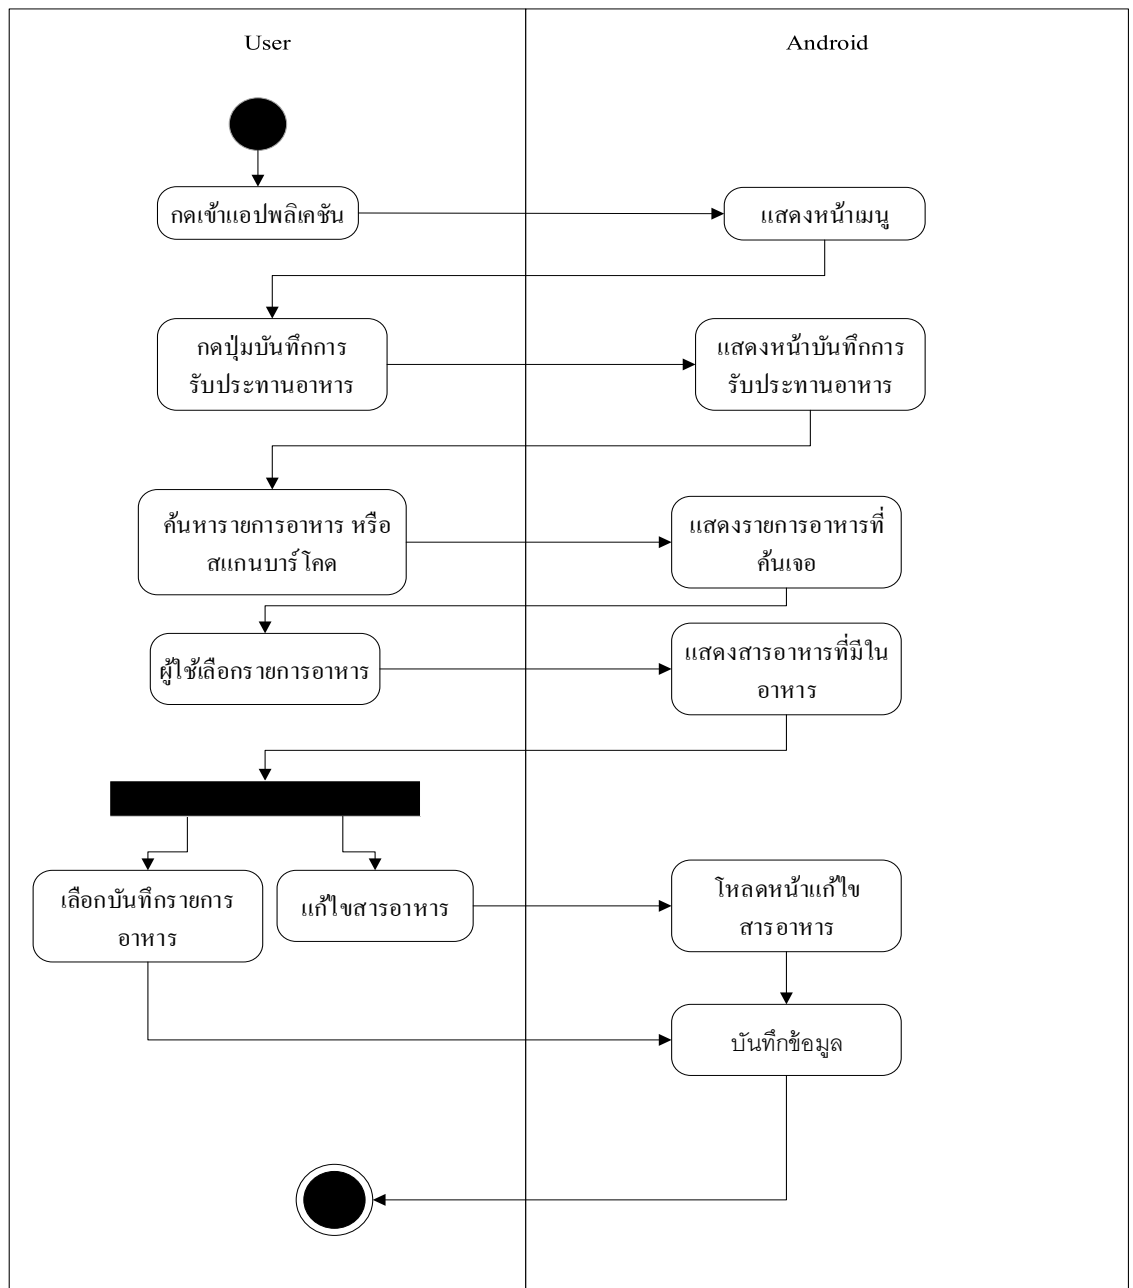 User
Android
กดเข้าแอปพลิเคชัน
แสดงหน้าเมนู
กดปุ่มบันทึกการ
รับประทานอาหาร
แสดงหน้าบันทึกการ
รับประทานอาหาร
ค้นหารายการอาหาร หรือ
สแกนบาร์โคด
แสดงรายการอาหารที่
ค้นเจอ
ผู้ใช้เลือกรายการอาหาร
แสดงสารอาหารที่มีใน
อาหาร
เลือกบันทึกรายการ
อาหาร
แก้ไขสารอาหาร
โหลดหน้าแก้ไข
สารอาหาร
บันทึกข้อมูล